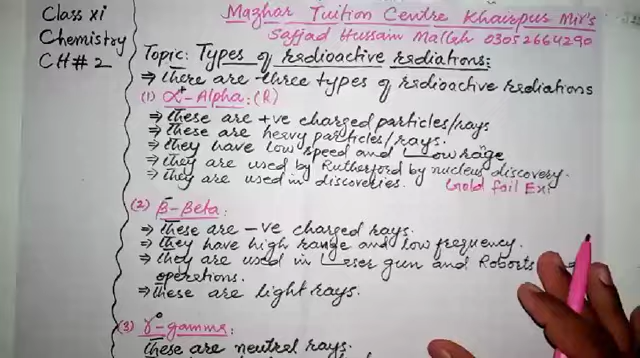 Class xi
Chemistry
CH# 2
Mazhar Tuition Centre Khairpus Mir's
Sajjad Hussain Mallah 03052664290
Topic: Types of radioactive radiations:
⇒ There are three types of radioactive radiations
(1) α⁺-Alpha: (R)
⇒ These are +ve charged particles/rays
⇒ These are heavy particles/rays.
⇒ They have low speed and Low range
⇒ They are used by Rutherford by nucleus discovery.
⇒ They are used in discoveries. Gold foil Exi
(2) β⁻-Beta:
⇒ These are -ve charged rays.
⇒ They have high range and low frequency.
⇒ They are used in Leser gun and Roborts
operations.
⇒ These are light rays.
(3) γ°-gamma:
These are neutral rays.